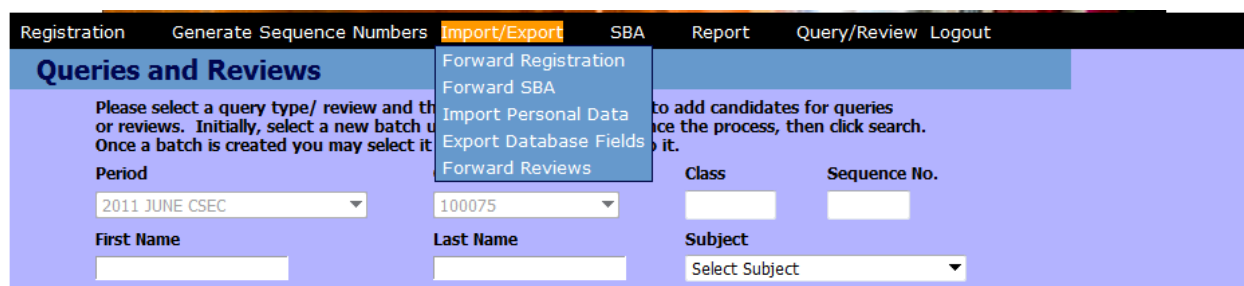 Registration Generate Sequence Numbers Import/Export SBA Report Query/Review Logout
Queries and Reviews
Forward Registration
Forward SBA
Import Personal Data
Export Database Fields
Forward Reviews
Please select a query type/ review and to add candidates for queries
or reviews. Initially, select a new batch the process, then click search.
Once a batch is created you may select it it.
Period Class Sequence No.
2011 JUNE CSEC 100075
First Name Last Name Subject
Select Subject